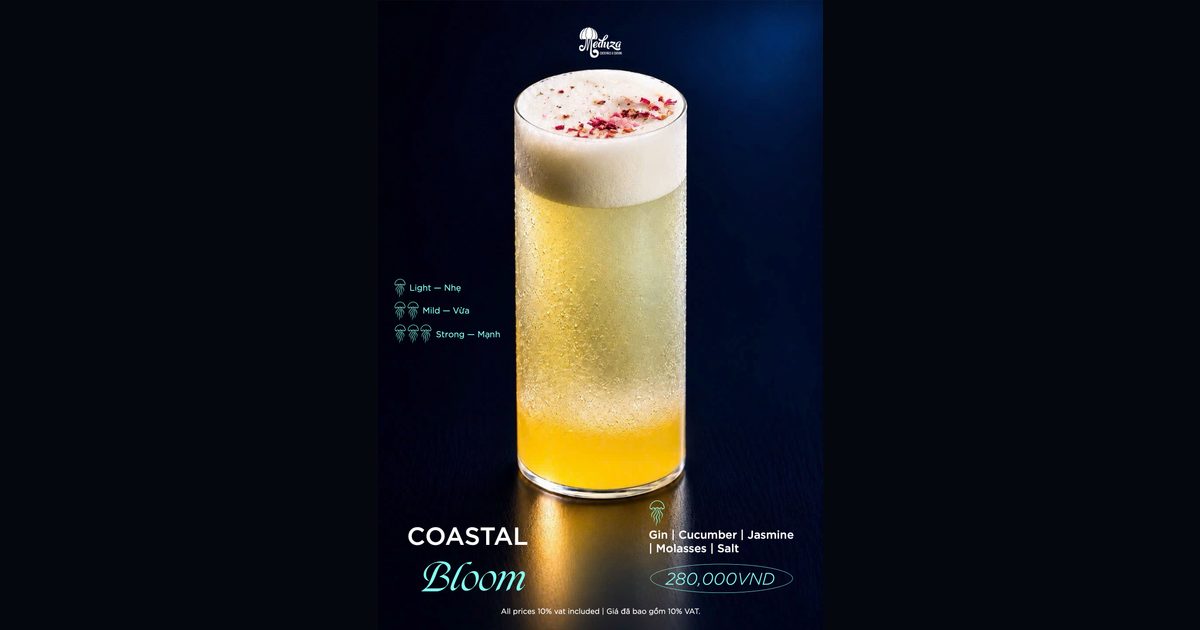 Meduza
Light — Nhẹ
Mild — Vừa
Strong — Mạnh
COASTAL
Bloom
Gin | Cucumber | Jasmine
| Molasses | Salt
280,000VND
All prices 10% vat included | Giá đã bao gồm 10% VAT.